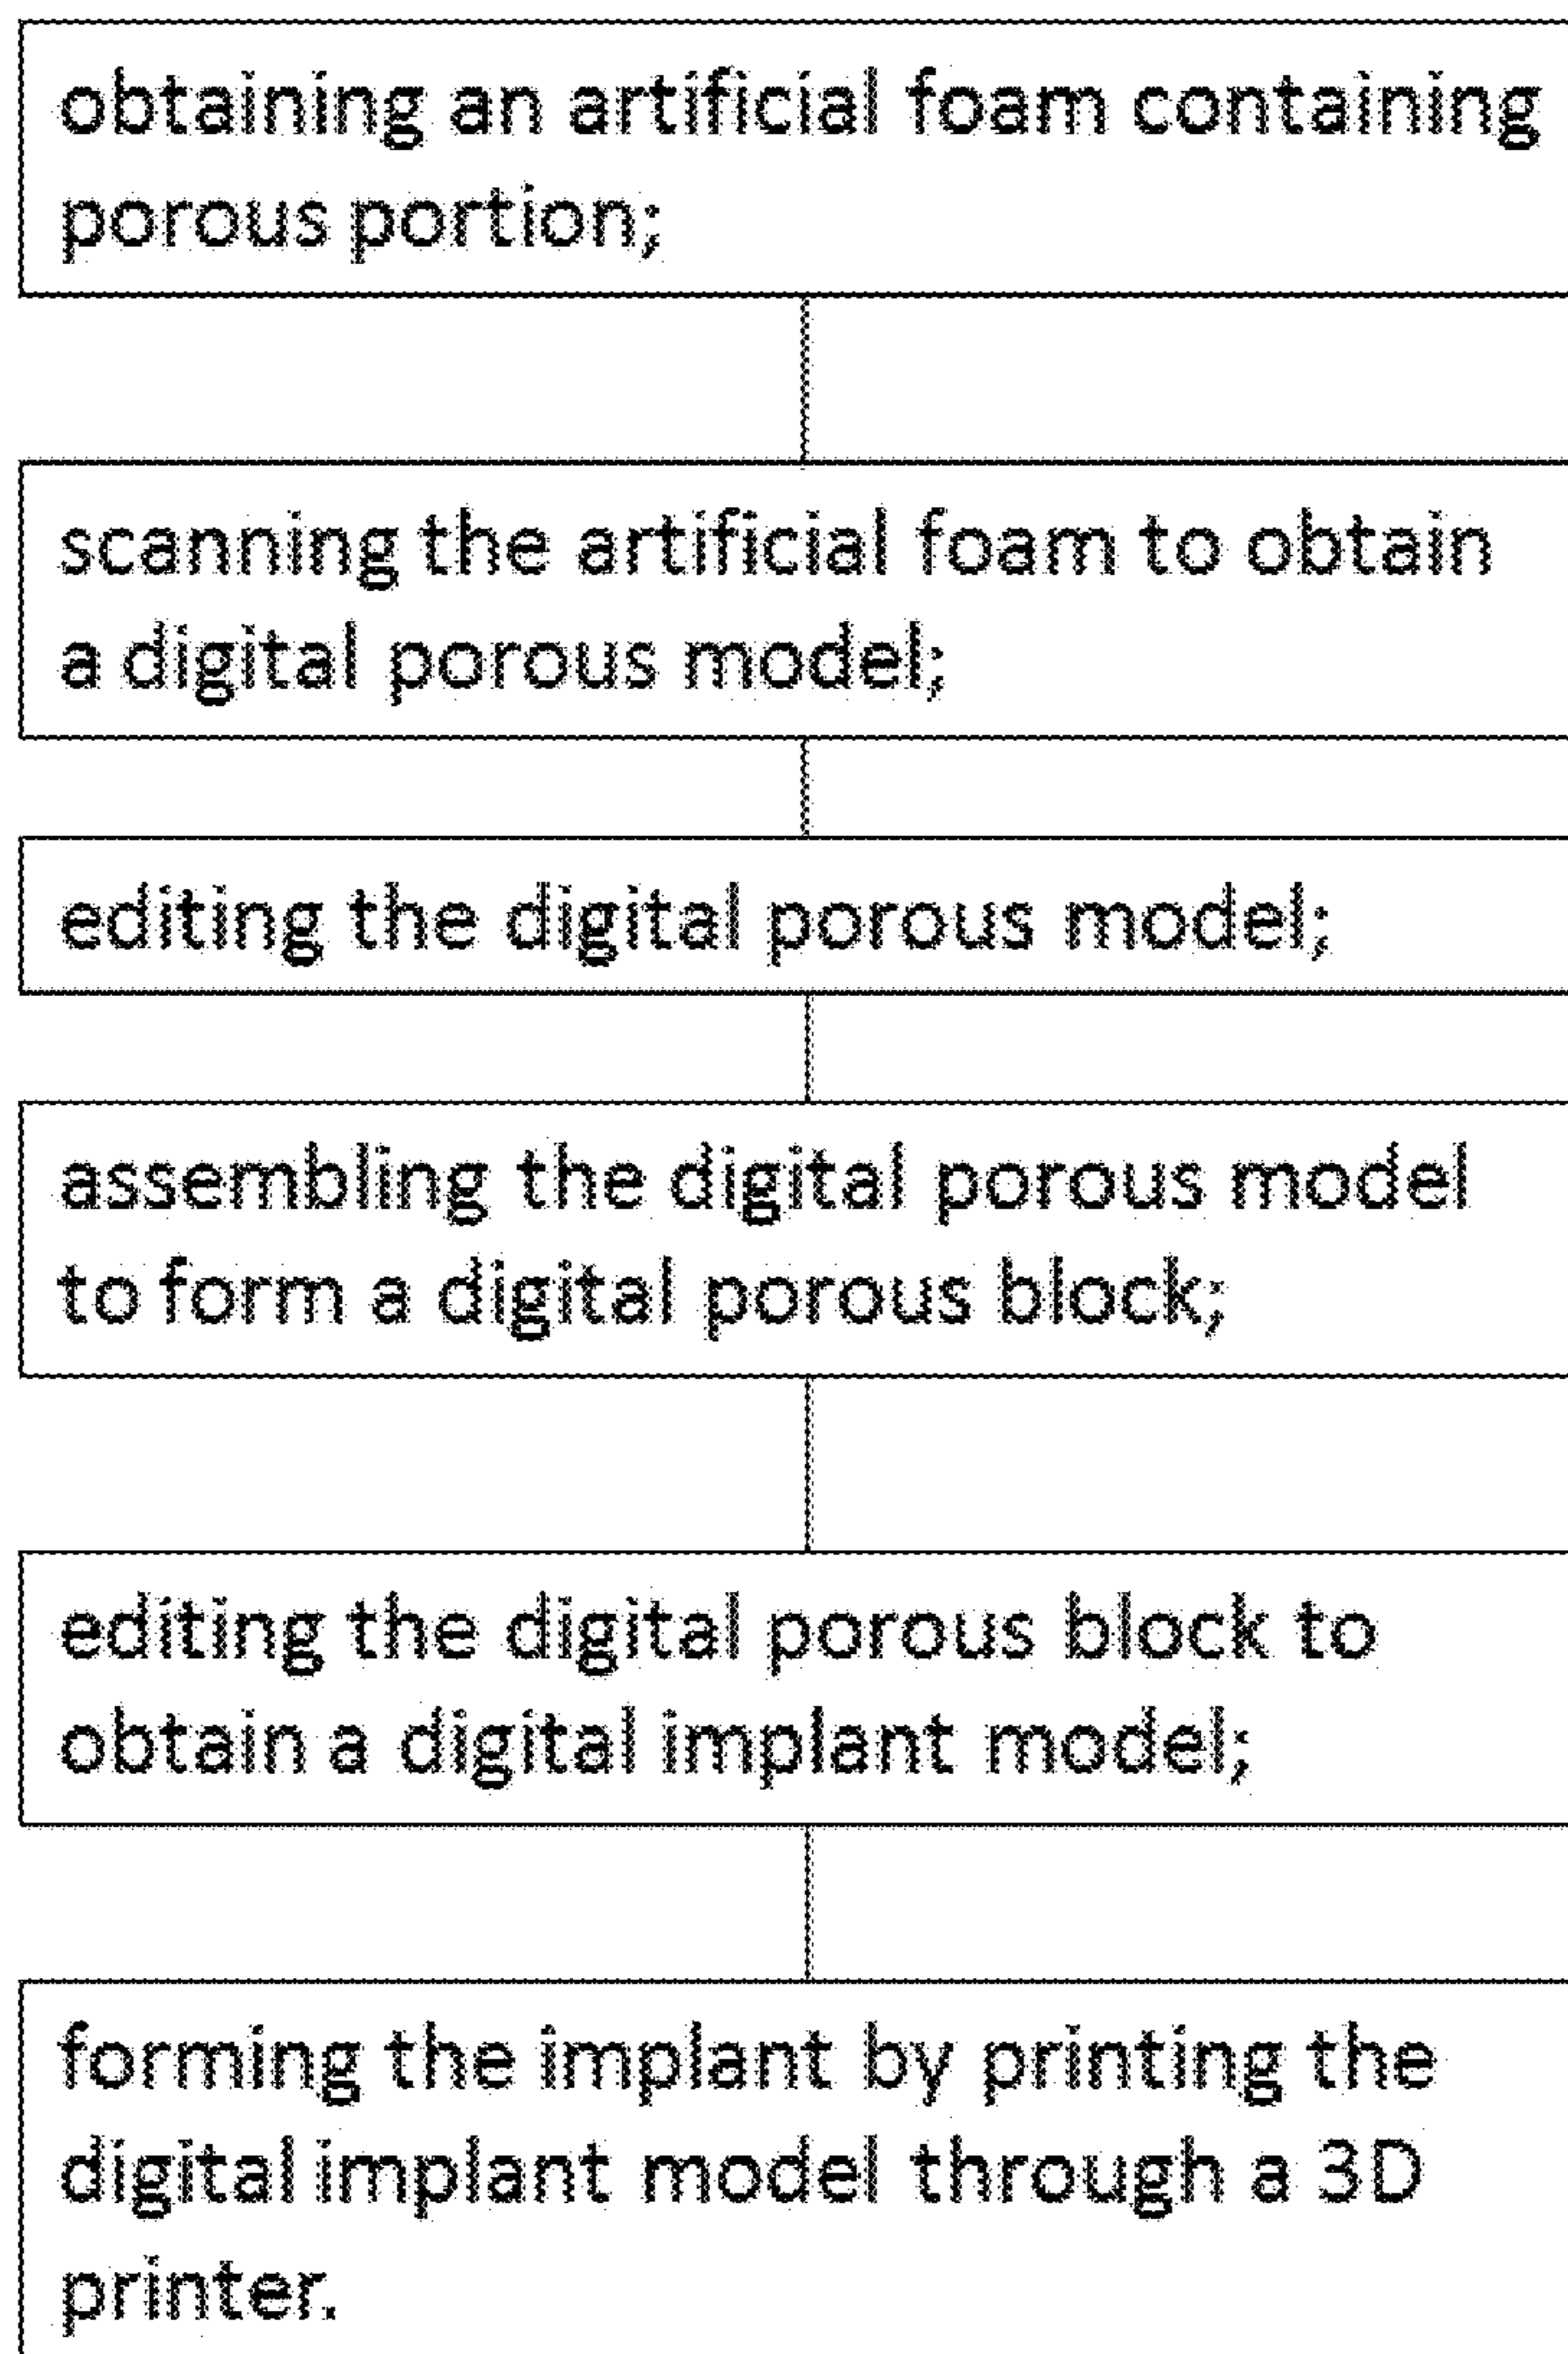 obtaining an artificial foam containing
porous portion;
scanning the artificial foam to obtain
a digital porous model;
editing the digital porous model;
assembling the digital porous model
to form a digital porous block;
editing the digital porous block to
obtain a digital implant model;
forming the implant by printing the
digital implant model through a 3D
printer.